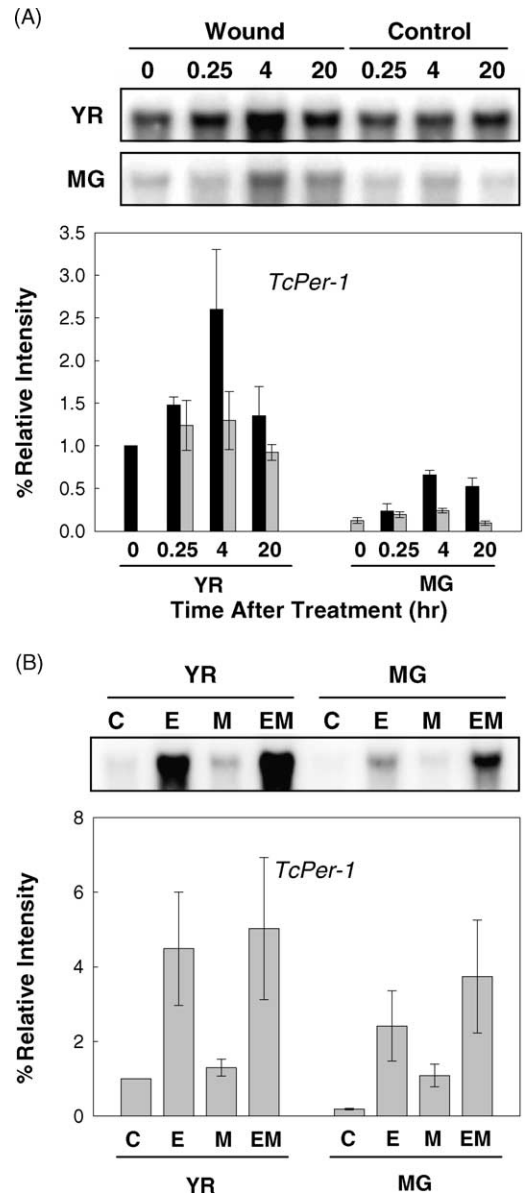 (A)
Wound Control
0 0.25 4 20 0.25 4 20
YR
MG
3.5
3.0
2.5
2.0
1.5
1.0
0.5
0.0
% Relative Intensity
TcPer-1
0 0.25 4 20 0 0.25 4 20
YR MG
Time After Treatment (hr)
(B)
YR MG
C E M EM C E M EM
8
6
4
2
0
% Relative Intensity
TcPer-1
C E M EM C E M EM
YR MG